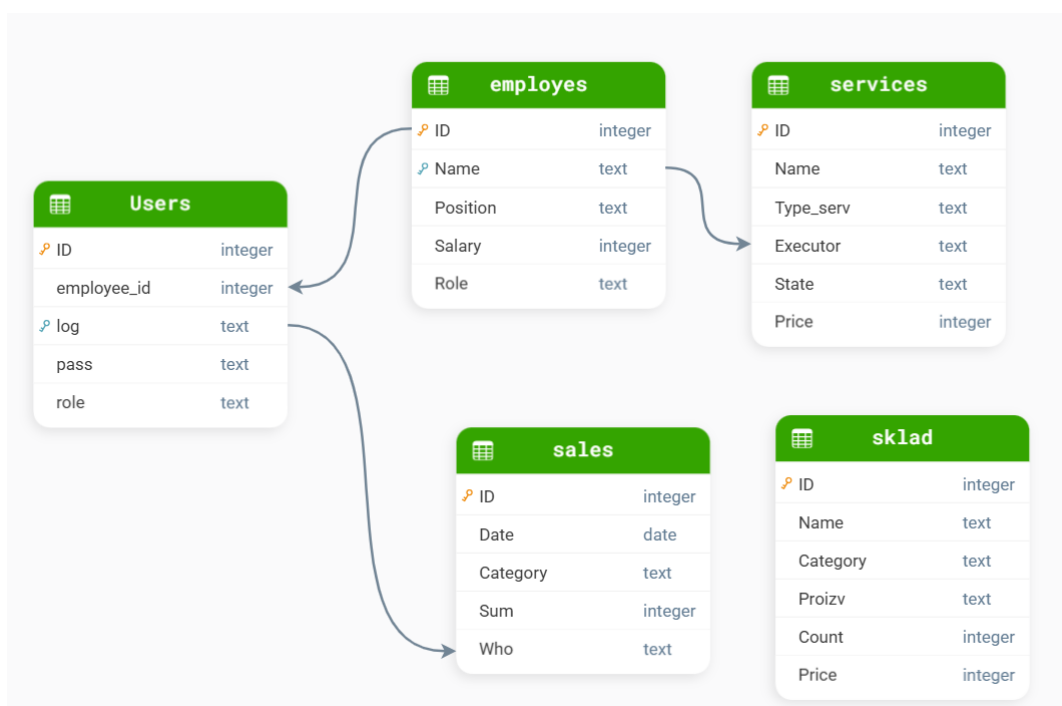 Users
ID integer
employee_id integer
log text
pass text
role text
employes
ID integer
Name text
Position text
Salary integer
Role text
services
ID integer
Name text
Type_serv text
Executor text
State text
Price integer
sales
ID integer
Date date
Category text
Sum integer
Who text
sklad
ID integer
Name text
Category text
Proizv text
Count integer
Price integer